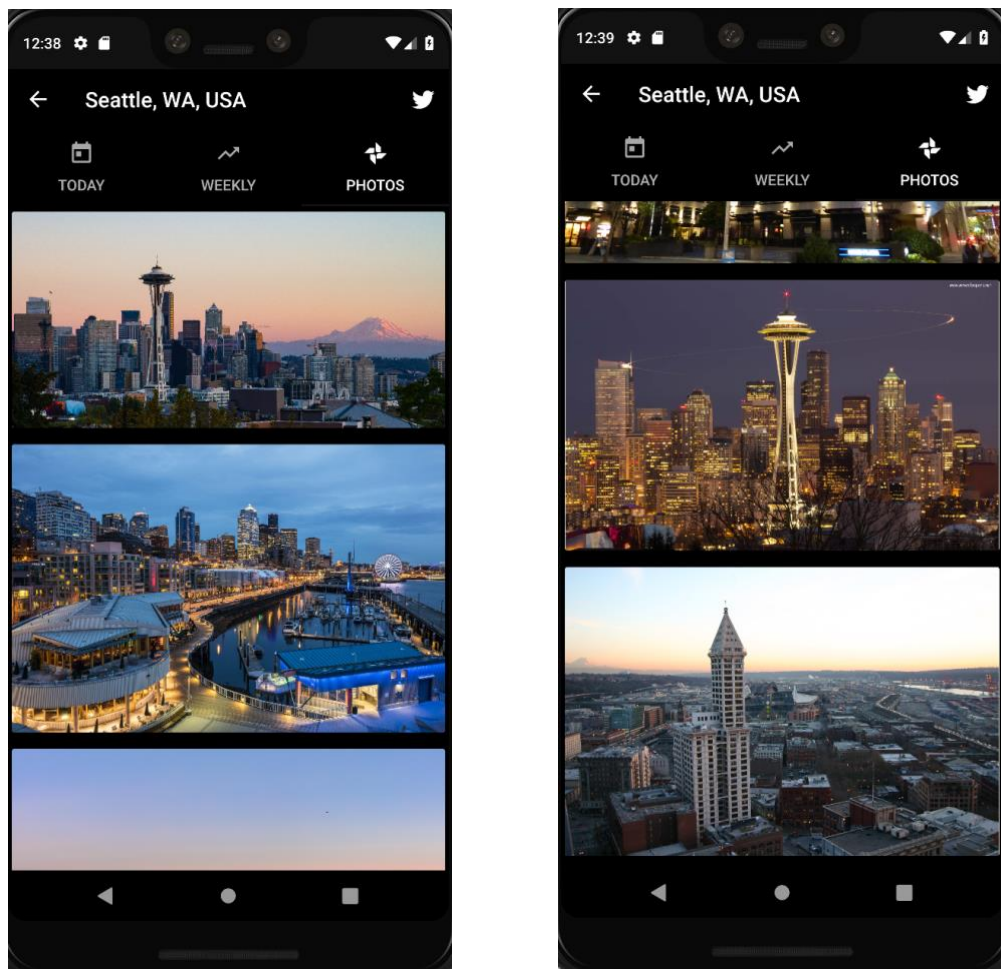 12:38
Seattle, WA, USA
TODAY
WEEKLY
PHOTOS
12:39
Seattle, WA, USA
TODAY
WEEKLY
PHOTOS